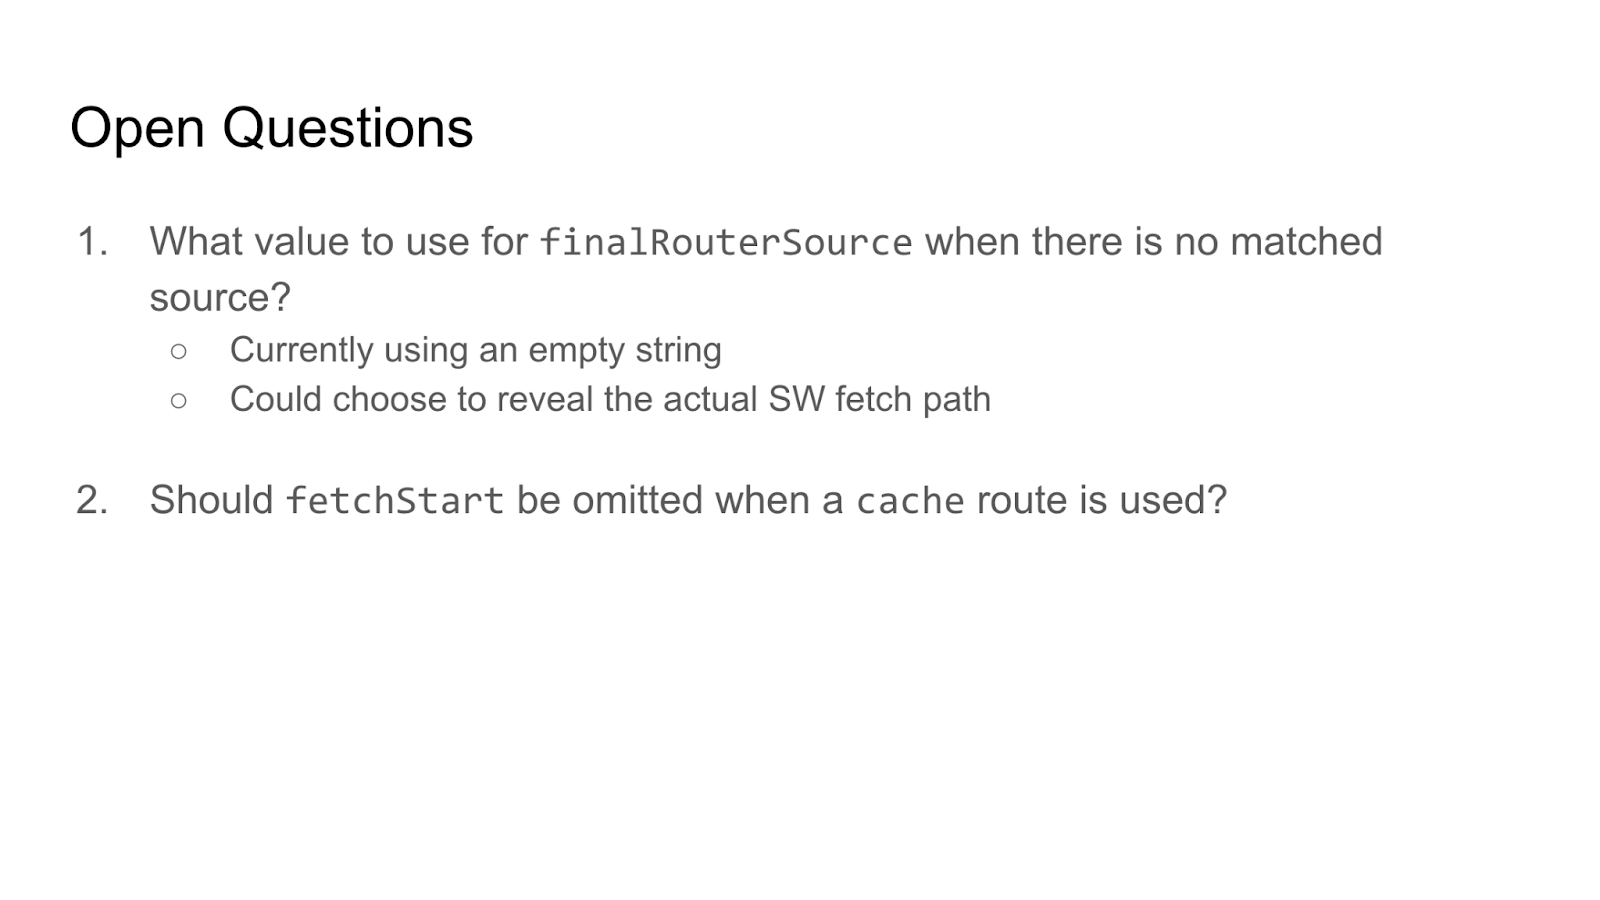 Open Questions
1. What value to use for finalRouterSource when there is no matched
source?
○ Currently using an empty string
○ Could choose to reveal the actual SW fetch path
2. Should fetchStart be omitted when a cache route is used?